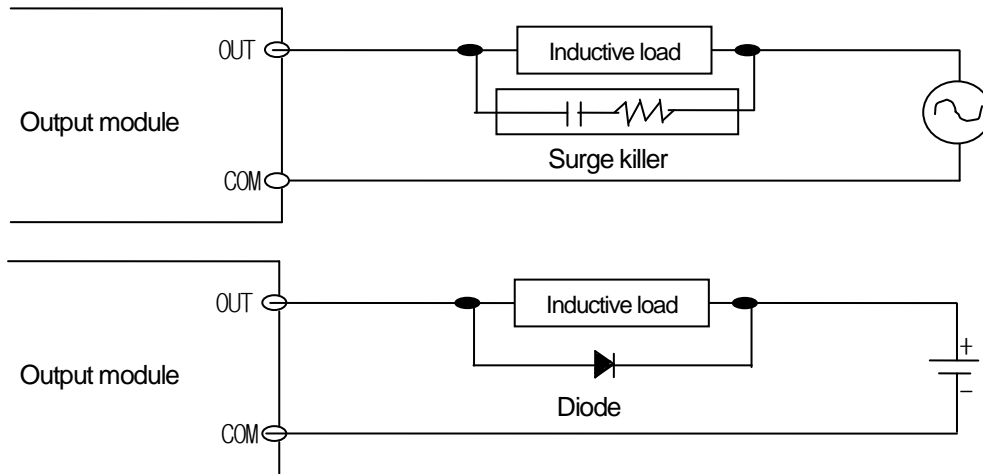 OUT
Inductive load
Output module
Surge killer
COM
OUT
Inductive load
+
Output module
−
Diode
COM